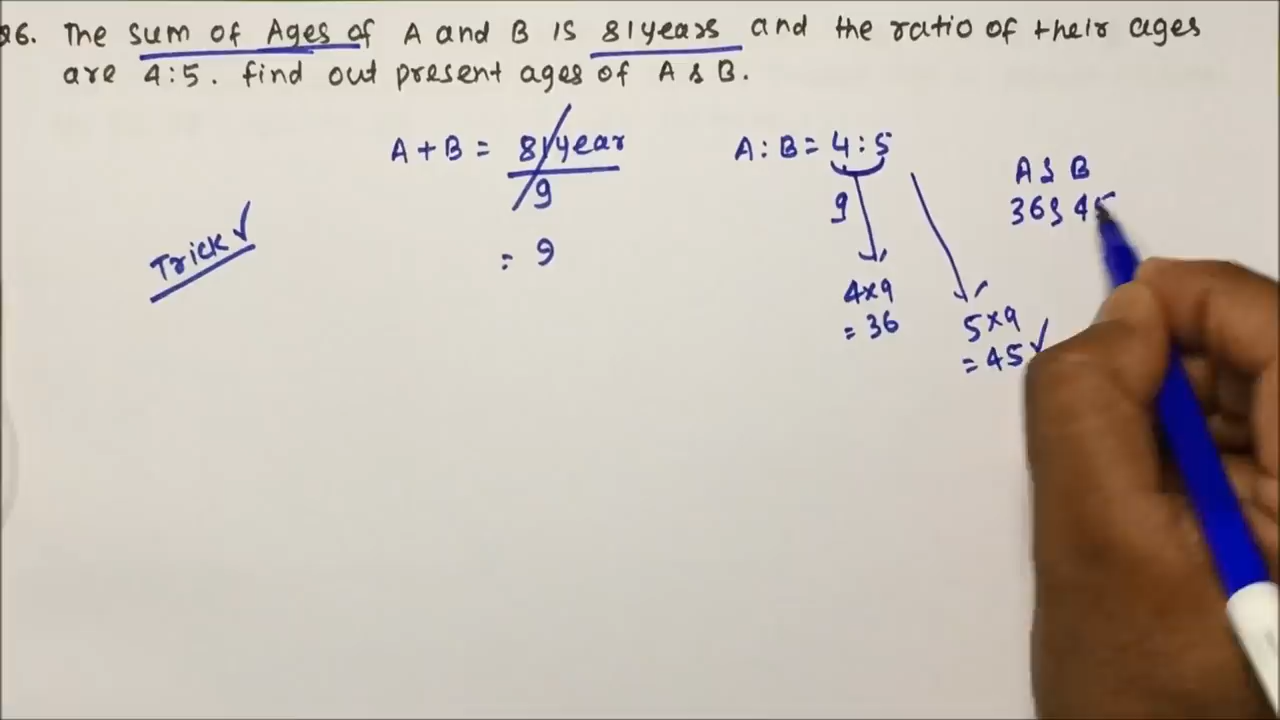 26. The sum of Ages of A and B is 81years and the ratio of their ages
are 4:5. find out present ages of A & B.
A + B = 81year
9
= 9
Trick ✓
A : B = 4 : 5
9
4×9
= 36
5×9
= 45 ✓
A & B
36 & 45